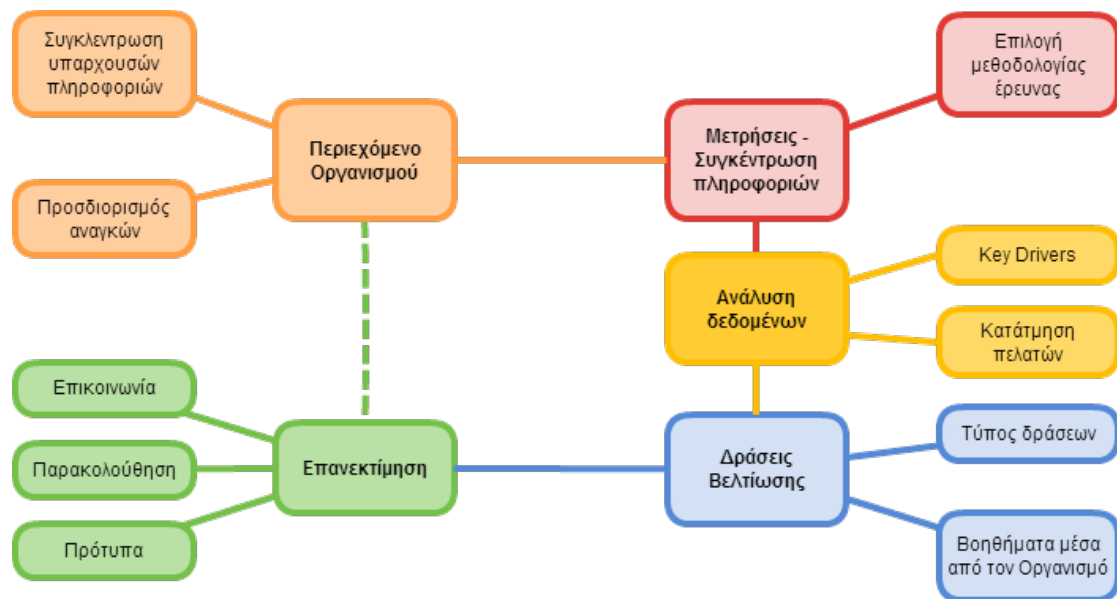 Συγκλεντρωση
υπαρχουσών
πληροφοριών
Προσδιορισμός
αναγκών
Περιεχόμενο
Οργανισμού
Μετρήσεις -
Συγκέντρωση
πληροφοριών
Επιλογή
μεθοδολογίας
έρευνας
Ανάλυση
δεδομένων
Key Drivers
Κατάτμηση
πελατών
Δράσεις
Βελτίωσης
Τύπος δράσεων
Βοηθήματα μέσα
από τον Οργανισμό
Επανεκτίμηση
Επικοινωνία
Παρακολούθηση
Πρότυπα